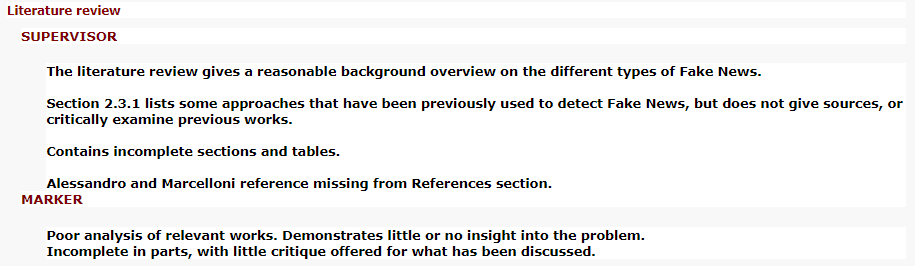 Literature review
SUPERVISOR
The literature review gives a reasonable background overview on the different types of Fake News.
Section 2.3.1 lists some approaches that have been previously used to detect Fake News, but does not give sources, or
critically examine previous works.
Contains incomplete sections and tables.
Alessandro and Marcelloni reference missing from References section.
MARKER
Poor analysis of relevant works. Demonstrates little or no insight into the problem.
Incomplete in parts, with little critique offered for what has been discussed.